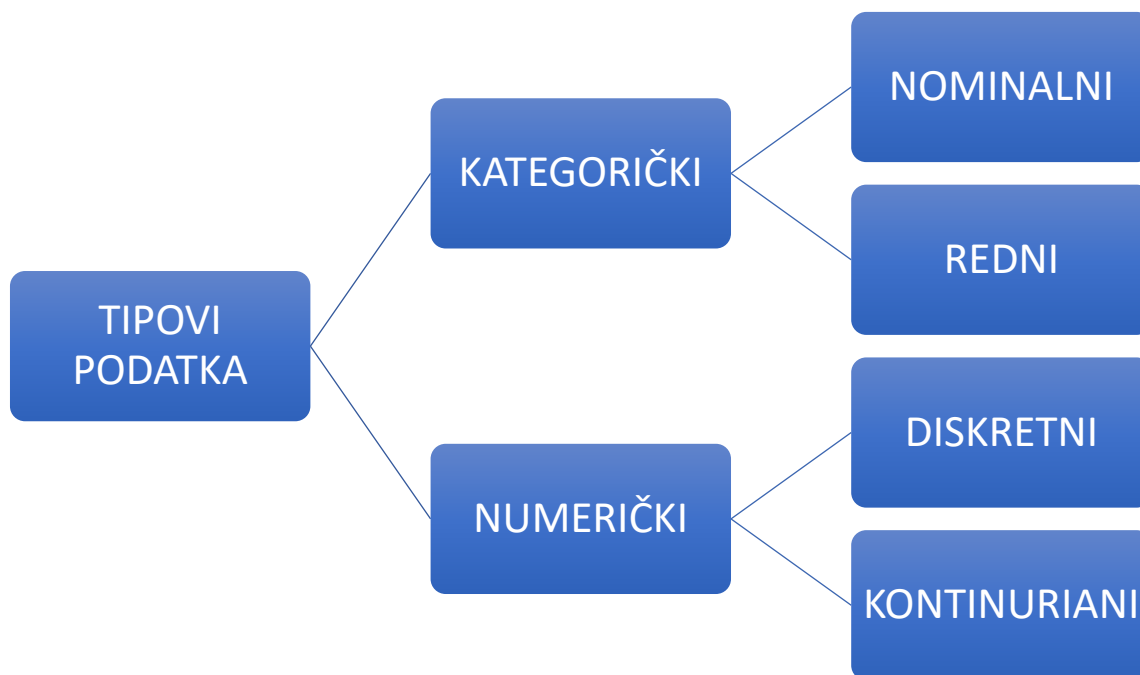 TIPOVI
PODATKA
KATEGORIČKI
NOMINALNI
REDNI
NUMERIČKI
DISKRETNI
KONTINURIANI